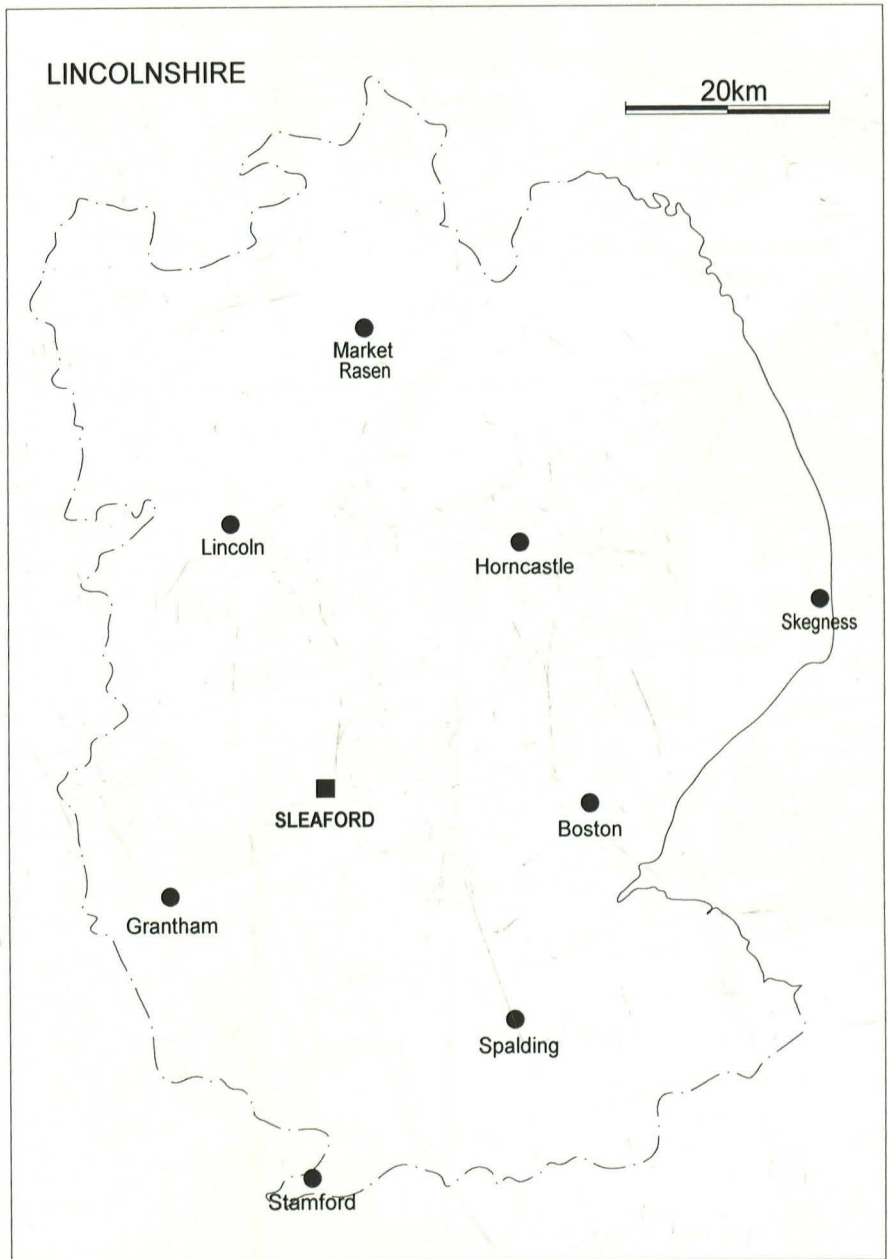 LINCOLNSHIRE
20km
Market
Rasen
Lincoln
Horncastle
Skegness
SLEAFORD
Boston
Grantham
Spalding
Stamford